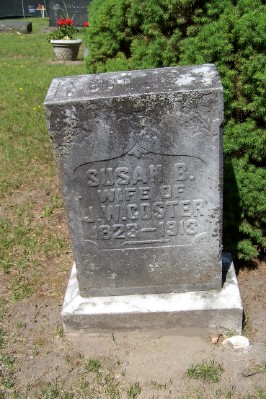 SUSAN B.
WIFE OF
J.W. COSTER
1823 — 1913